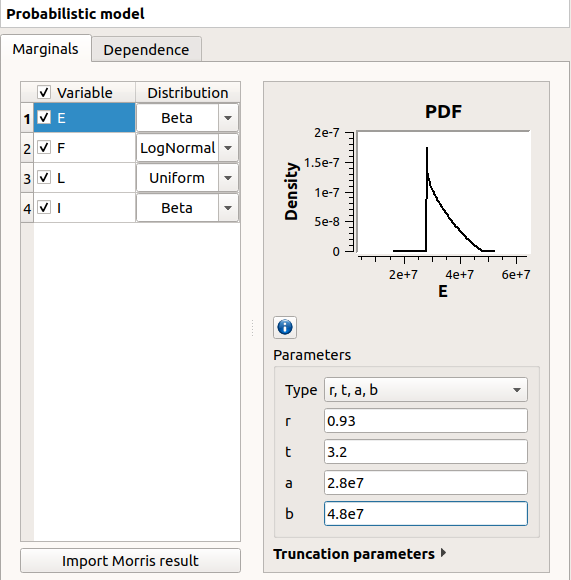 Probabilistic model
Marginals Dependence
Variable Distribution
1 E Beta
2 F LogNormal
3 L Uniform
4 I Beta
Import Morris result
PDF
Density
2e-7
1.5e-7
1e-7
5e-8
0
2e+7 4e+7 6e+7
E
Parameters
Type r, t, a, b
r 0.93
t 3.2
a 2.8e7
b 4.8e7
Truncation parameters